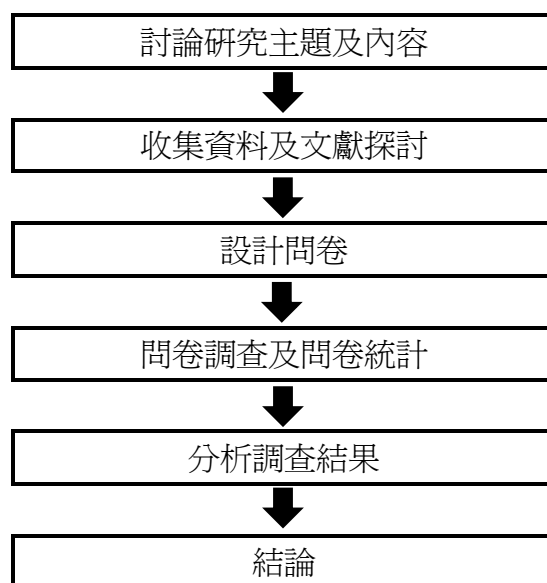 討論研究主題及內容
收集資料及文獻探討
設計問卷
問卷調查及問卷統計
分析調查結果
結論